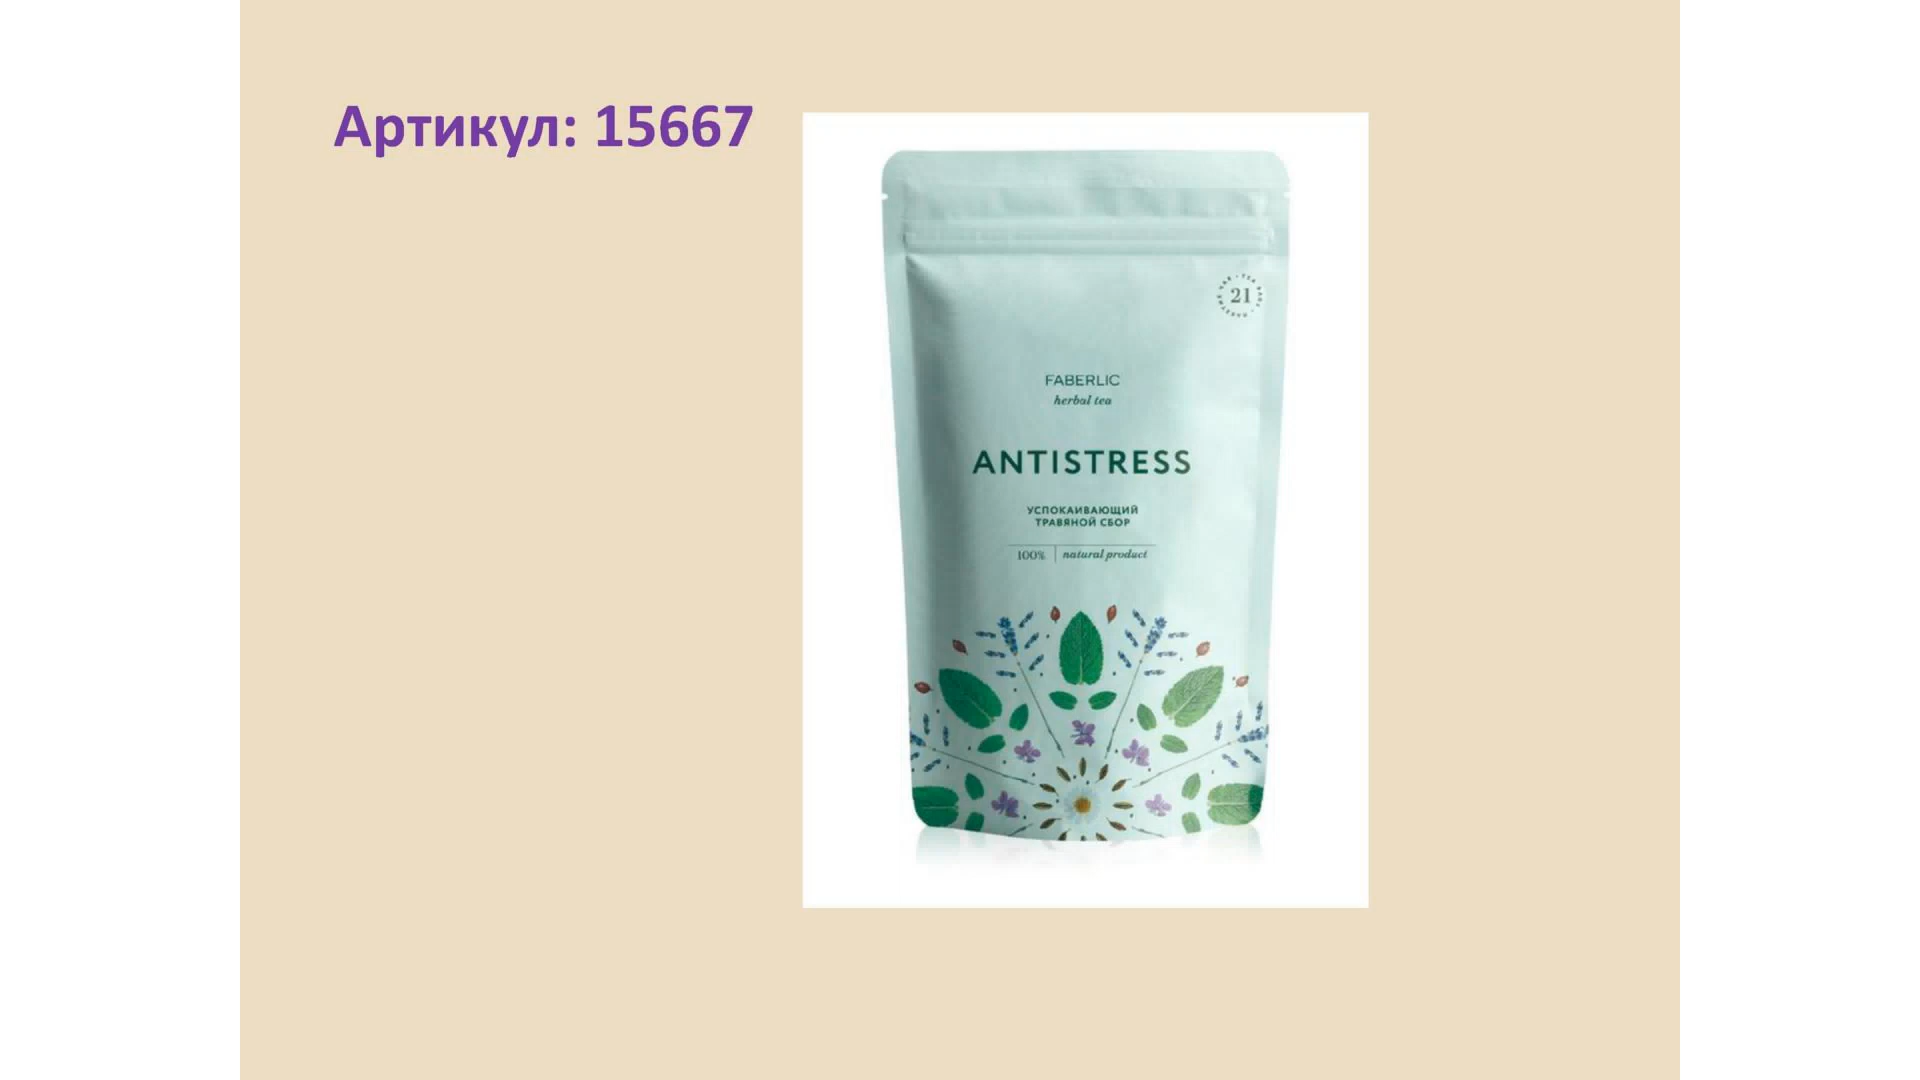 Артикул: 15667
21
FABERLIC
herbal tea
ANTISTRESS
УСПОКАИВАЮЩИЙ
ТРАВЯНОЙ СБОР
100% natural product